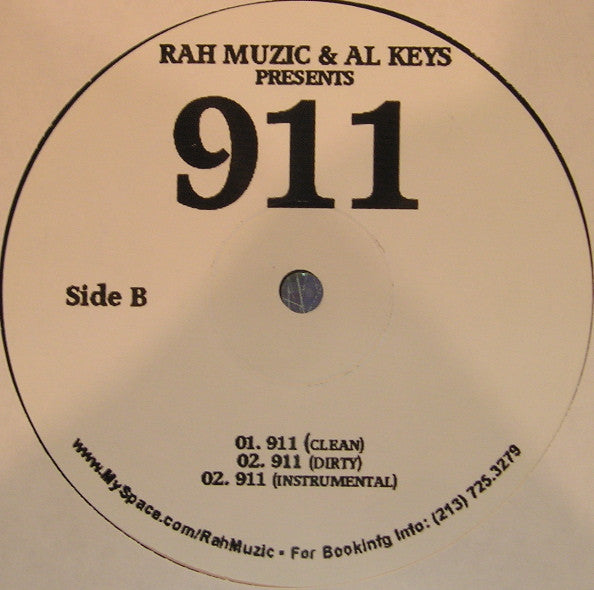 RAH MUZIC & AL KEYS
PRESENTS
911
Side B
01. 911 (CLEAN)
02. 911 (DIRTY)
02. 911 (INSTRUMENTAL)
www.MySpace.com/RahMuzic - For Bookintg Info: (213) 725.3279